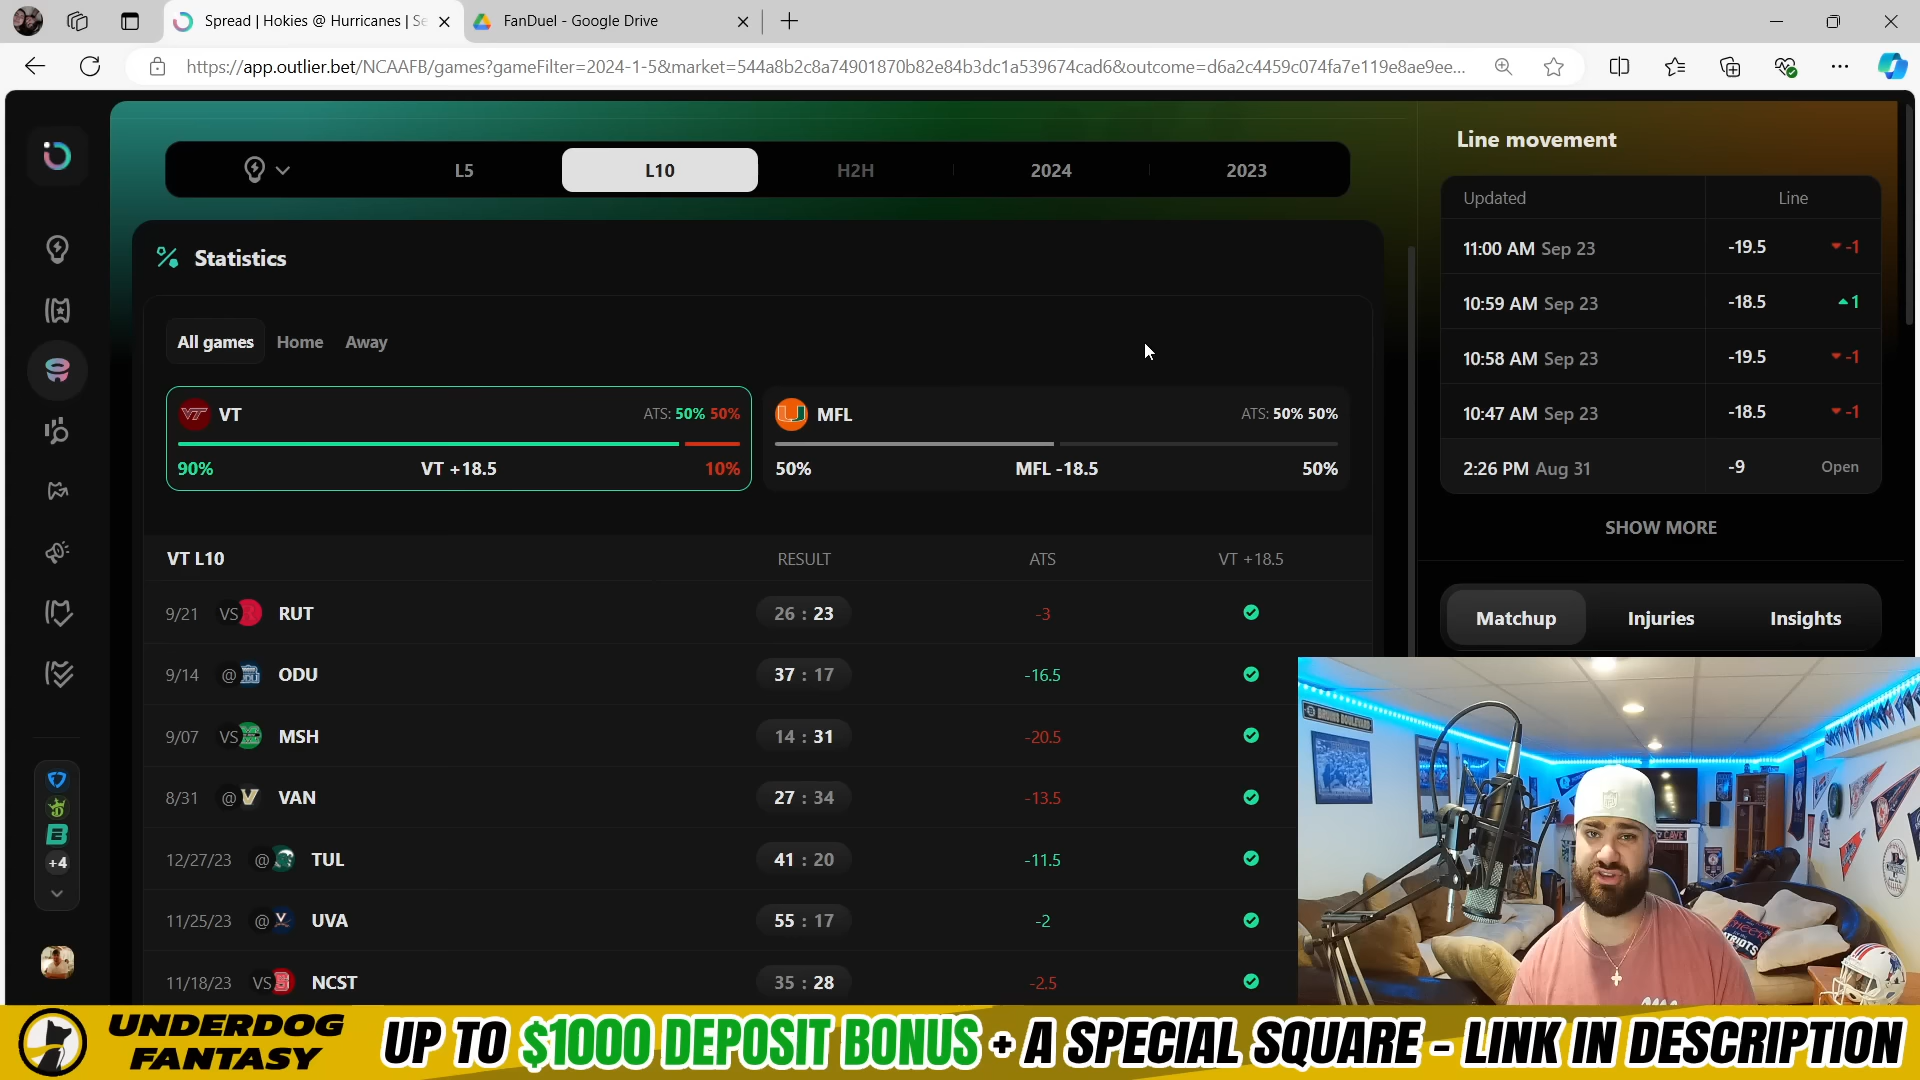 Spread | Hokies @ Hurricanes | Se
FanDuel - Google Drive
https://app.outlier.bet/NCAAFB/games?gameFilter=2024-1-5&market=544a8b2c8a74901870b82e84b3dc1a539674cad6&outcome=d6a2c4459c074fa7e119e8ae9ee...
L5 L10 H2H 2024 2023
Statistics
All games Home Away
VT ATS: 50% 50%
90% VT +18.5 10%
MFL ATS: 50% 50%
50% MFL -18.5 50%
VT L10 RESULT ATS VT +18.5
9/21 VS RUT 26 : 23 -3
9/14 @ ODU 37 : 17 -16.5
9/07 VS MSH 14 : 31 -20.5
8/31 @ VAN 27 : 34 -13.5
12/27/23 @ TUL 41 : 20 -11.5
11/25/23 @ UVA 55 : 17 -2
11/18/23 VS NCST 35 : 28 -2.5
+4
Line movement
Updated Line
11:00 AM Sep 23 -19.5 -1
10:59 AM Sep 23 -18.5 1
10:58 AM Sep 23 -19.5 -1
10:47 AM Sep 23 -18.5 -1
2:26 PM Aug 31 -9 Open
SHOW MORE
Matchup Injuries Insights
BRUINS BOULEVARD
CAVE
CHEER
PATRIOTS
UNDERDOG
FANTASY
UP TO $1000 DEPOSIT BONUS + A SPECIAL SQUARE - LINK IN DESCRIPTION